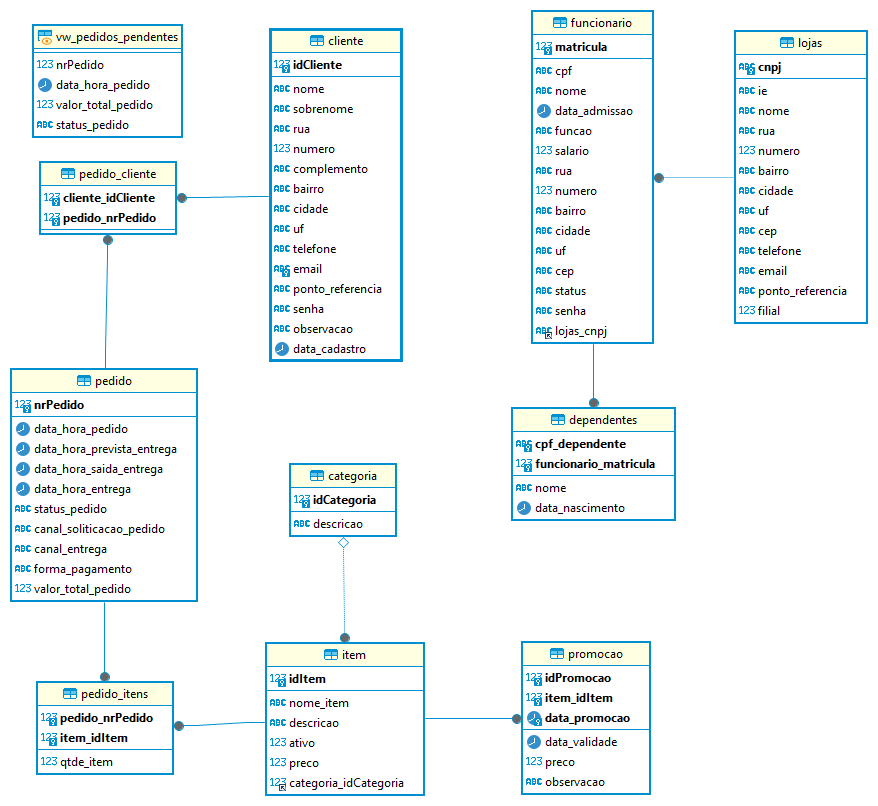 vw_pedidos_pendentes
123 nrPedido
data_hora_pedido
123 valor_total_pedido
ABC status_pedido
cliente
123 idCliente
ABC nome
ABC sobrenome
ABC rua
123 numero
ABC complemento
ABC bairro
ABC cidade
ABC uf
ABC telefone
ABC email
ABC ponto_referencia
ABC senha
ABC observacao
data_cadastro
funcionario
123 matricula
ABC cpf
ABC nome
data_admissao
ABC funcao
123 salario
ABC rua
123 numero
ABC bairro
ABC cidade
ABC uf
ABC cep
ABC status
ABC senha
ABC lojas_cnpj
lojas
ABC cnpj
ABC ie
ABC nome
ABC rua
123 numero
ABC bairro
ABC cidade
ABC uf
ABC cep
ABC telefone
ABC email
ABC ponto_referencia
123 filial
pedido_cliente
123 cliente_idCliente
123 pedido_nrPedido
pedido
123 nrPedido
data_hora_pedido
data_hora_prevista_entrega
data_hora_saida_entrega
data_hora_entrega
ABC status_pedido
ABC canal_soliticacao_pedido
ABC canal_entrega
ABC forma_pagamento
123 valor_total_pedido
categoria
123 idCategoria
ABC descricao
dependentes
ABC cpf_dependente
123 funcionario_matricula
ABC nome
data_nascimento
pedido_itens
123 pedido_nrPedido
123 item_idItem
123 qtde_item
item
123 idItem
ABC nome_item
ABC descricao
123 ativo
123 preco
123 categoria_idCategoria
promocao
123 idPromocao
123 item_idItem
data_promocao
data_validade
123 preco
ABC observacao